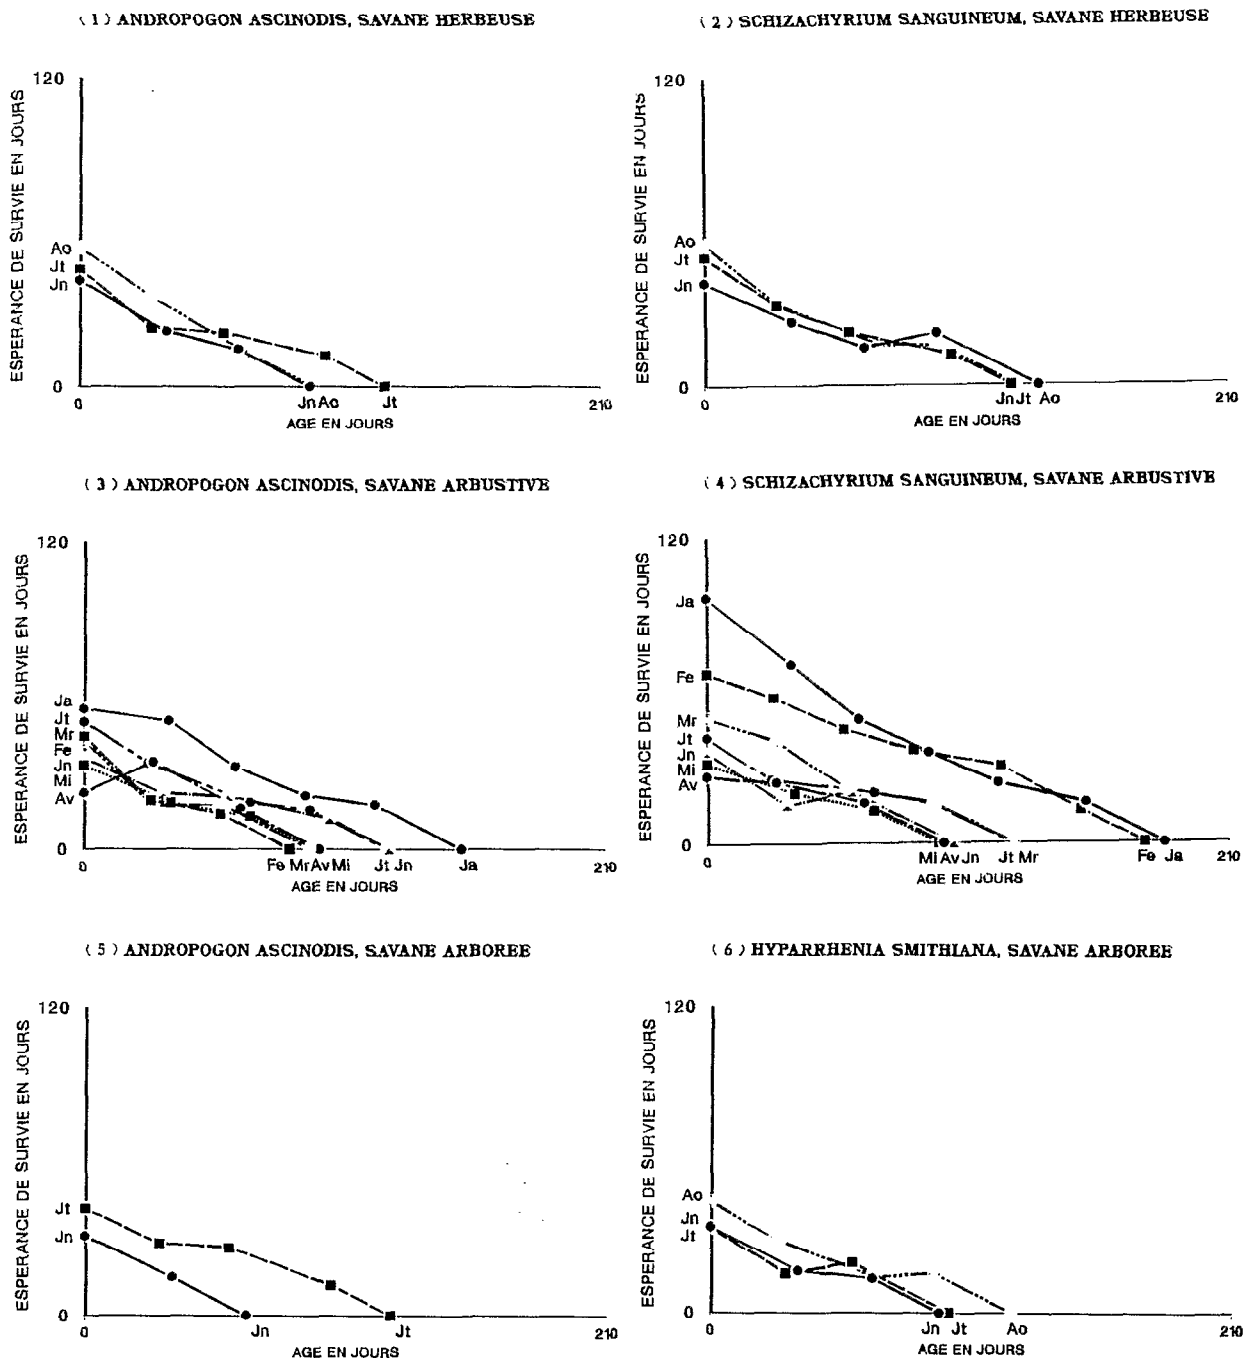 (1) ANDROPOGON ASCINODIS, SAVANE HERBEUSE
120
ESPERANCE DE SURVIE EN JOURS
Ao
Jt
Jn
0
0 Jn Ao Jt 210
AGE EN JOURS
(2) SCHIZACHYRIUM SANGUINEUM, SAVANE HERBEUSE
120
ESPERANCE DE SURVIE EN JOURS
Ao
Jt
Jn
0
0 Jn Jt Ao 210
AGE EN JOURS
(3) ANDROPOGON ASCINODIS, SAVANE ARBUSTIVE
120
ESPERANCE DE SURVIE EN JOURS
Ja
Jt
Mr
Fe
Jn
Mi
Av
0
0 Fe Mr Av Mi Jt Jn Ja 210
AGE EN JOURS
(4) SCHIZACHYRIUM SANGUINEUM, SAVANE ARBUSTIVE
120
ESPERANCE DE SURVIE EN JOURS
Ja
Fe
Mr
Jt
Jn
Mi
Av
0
0 Mi Av Jn Jt Mr Fe Ja 210
AGE EN JOURS
(5) ANDROPOGON ASCINODIS, SAVANE ARBOREE
120
ESPERANCE DE SURVIE EN JOURS
Jt
Jn
0
0 Jn Jt 210
AGE EN JOURS
(6) HYPARRHENIA SMITHIANA, SAVANE ARBOREE
120
ESPERANCE DE SURVIE EN JOURS
Ao
Jn
Jt
0
0 Jn Jt Ao 210
AGE EN JOURS